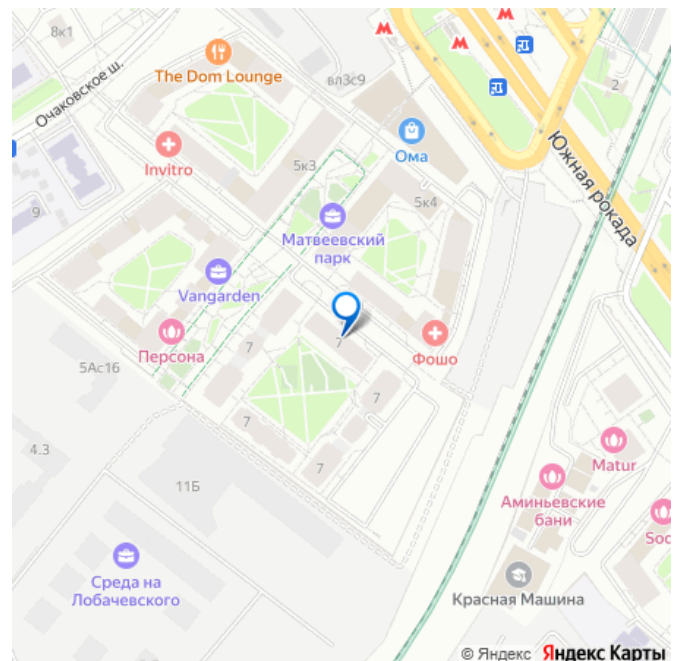 8к1
The Dom Lounge
вл3с9
2
Очаковское ш.
Ома
Южная рокада
Invitro
5к3
5к4
9
Матвеевский
парк
Vangarden
Персона
7
7
Фошо
5Ас16
7
7
7
4.3
11Б
Matur
Аминьевские
бани
Soc
Среда на
Лобачевского
Красная Машина
© Яндекс Яндекс Карты